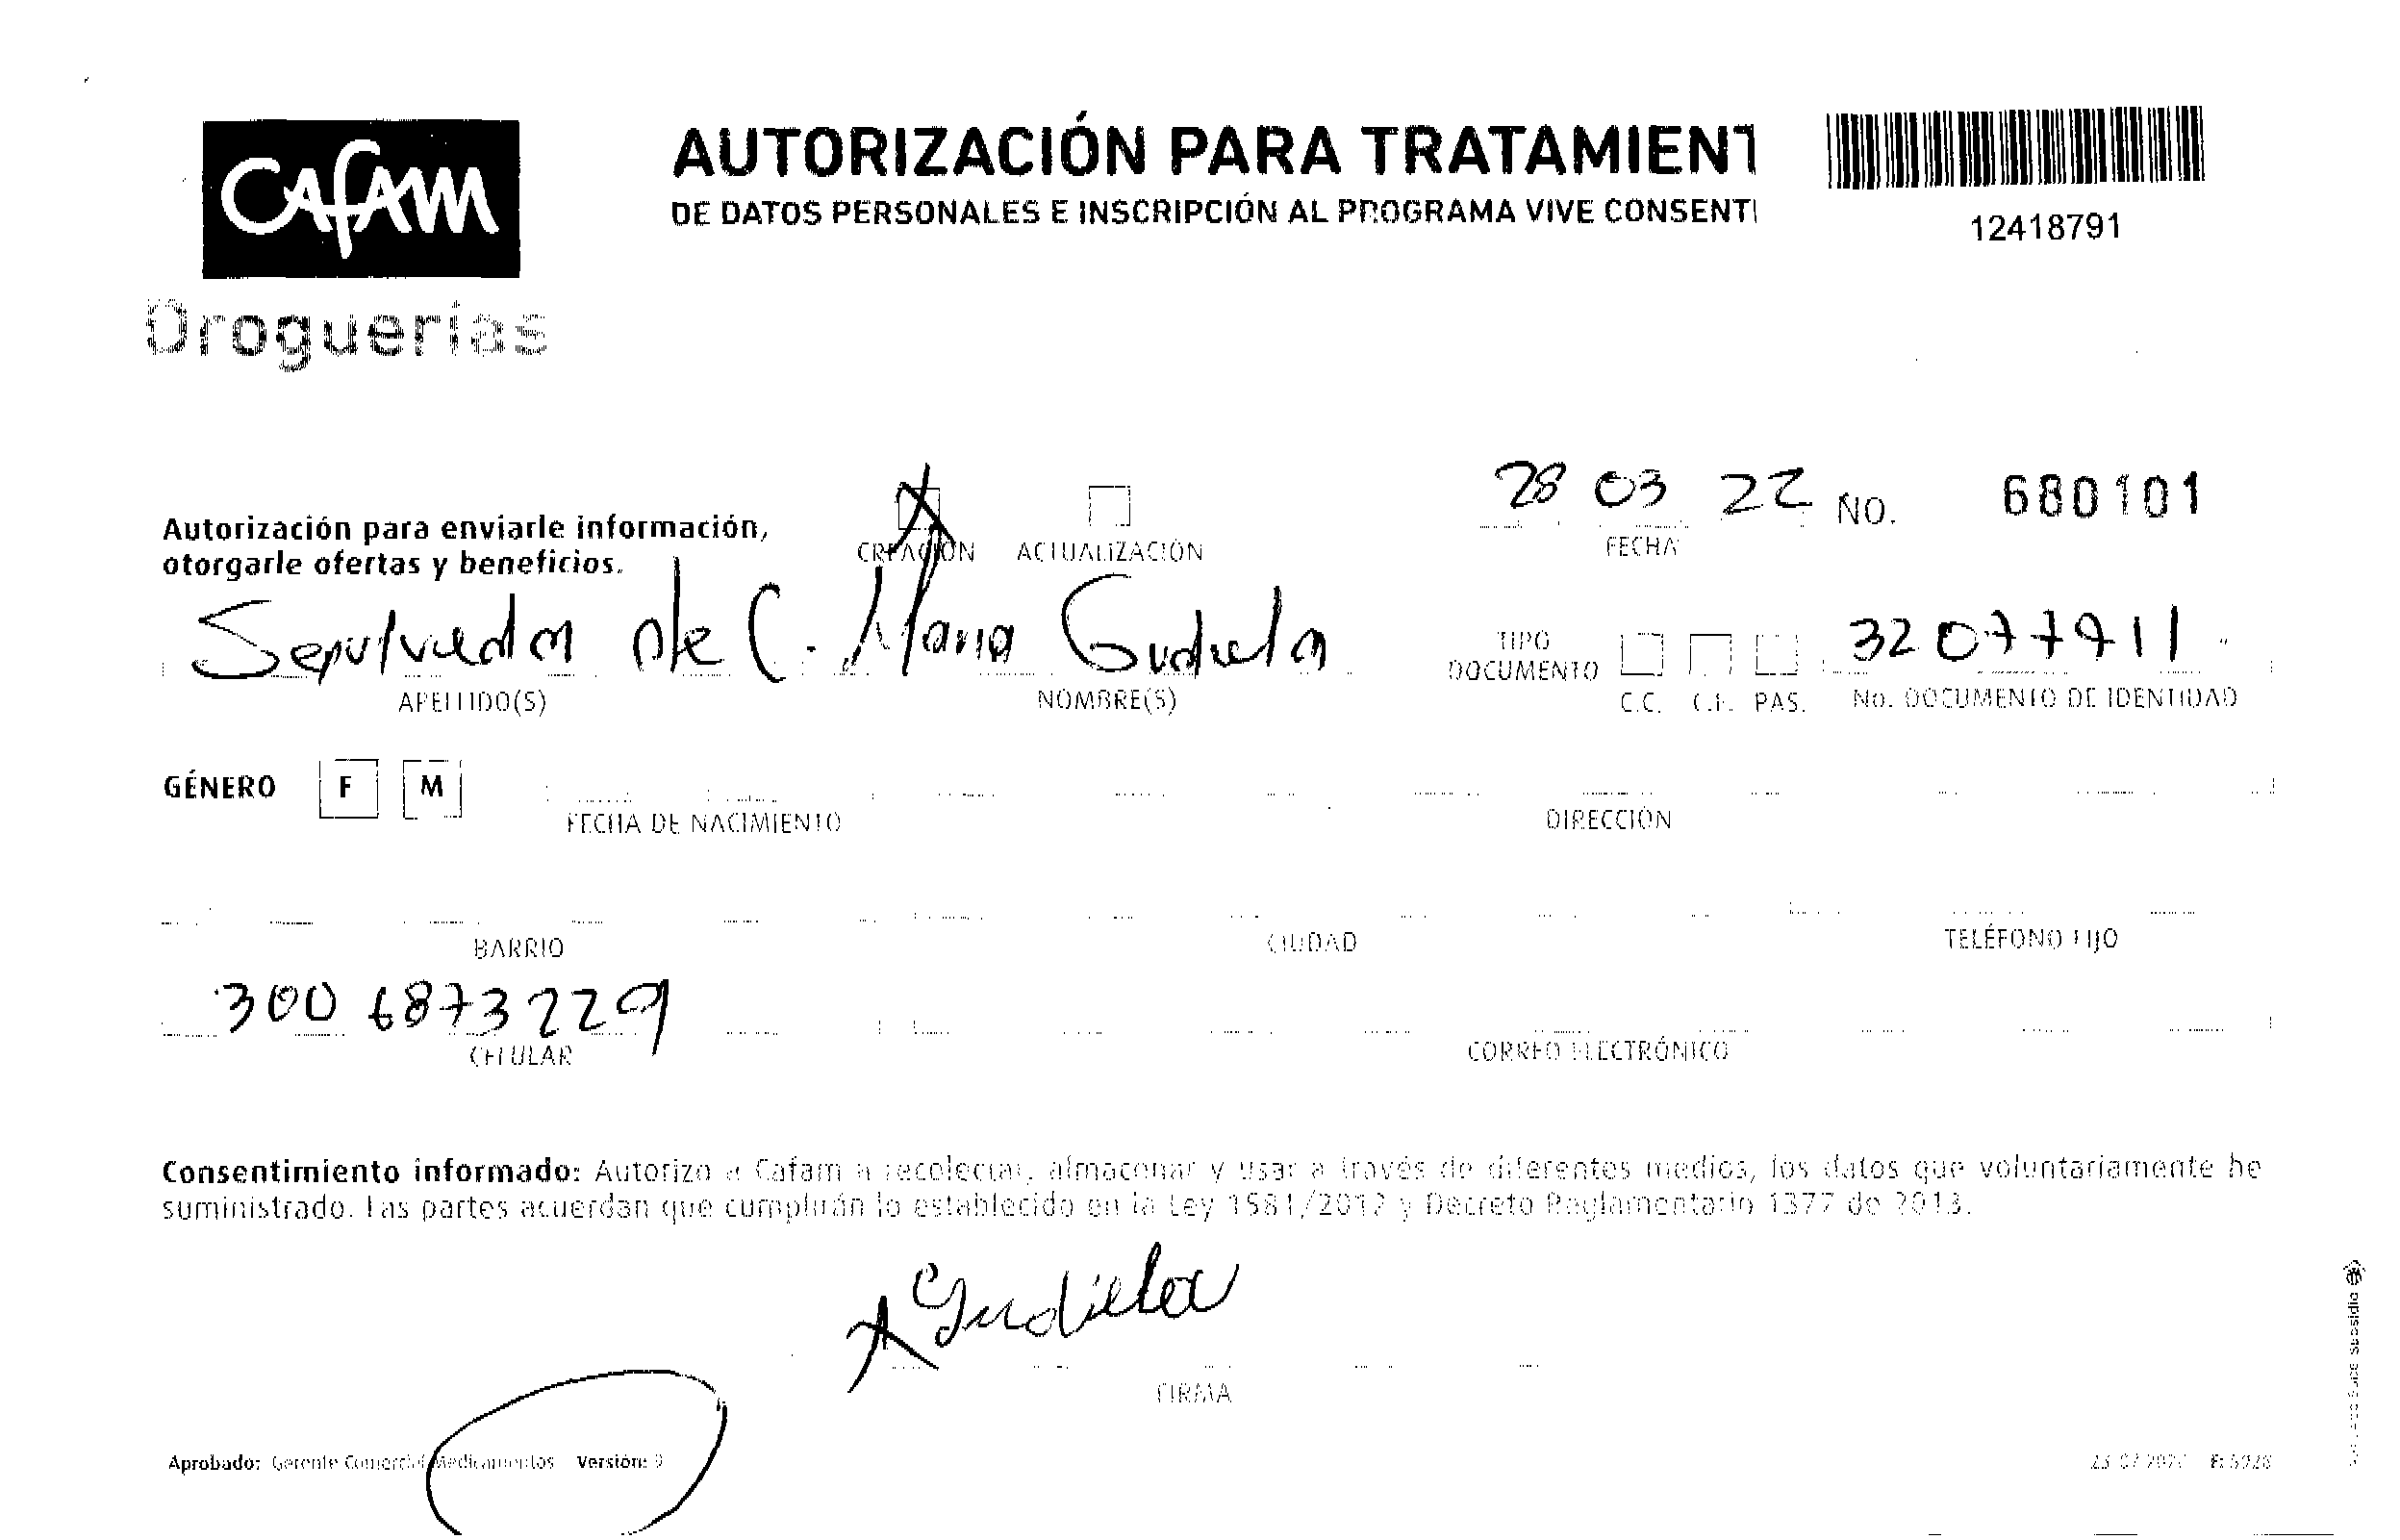 CAFAM
Droguerías
AUTORIZACIÓN PARA TRATAMIENT
DE DATOS PERSONALES E INSCRIPCIÓN AL PROGRAMA VIVE CONSENTI
12418791
Autorización para enviarle información,
otorgarle ofertas y beneficios.
CREACIÓN ACTUALIZACIÓN
28 03 22 NO. 680101
FECHA
Sepulveda de C. Maria Gudiela
APELLIDO(S) NOMBRE(S)
TIPO
DOCUMENTO
32077911
C.C. C.E. PAS. No. DOCUMENTO DE IDENTIDAD
GÉNERO F M
FECHA DE NACIMIENTO DIRECCIÓN
BARRIO CIUDAD TELÉFONO FIJO
300 6873229
CELULAR CORREO ELECTRÓNICO
Consentimiento informado: Autorizo a Cafam a recolectar, almacenar y usar a través de diferentes medios, los datos que voluntariamente he
suministrado. Las partes acuerdan que cumplirán lo establecido en la Ley 1581/2012 y Decreto Reglamentario 1377 de 2013.
X Gudiela
FIRMA
Aprobado: Gerente Comercial Medicamentos Versión: 9